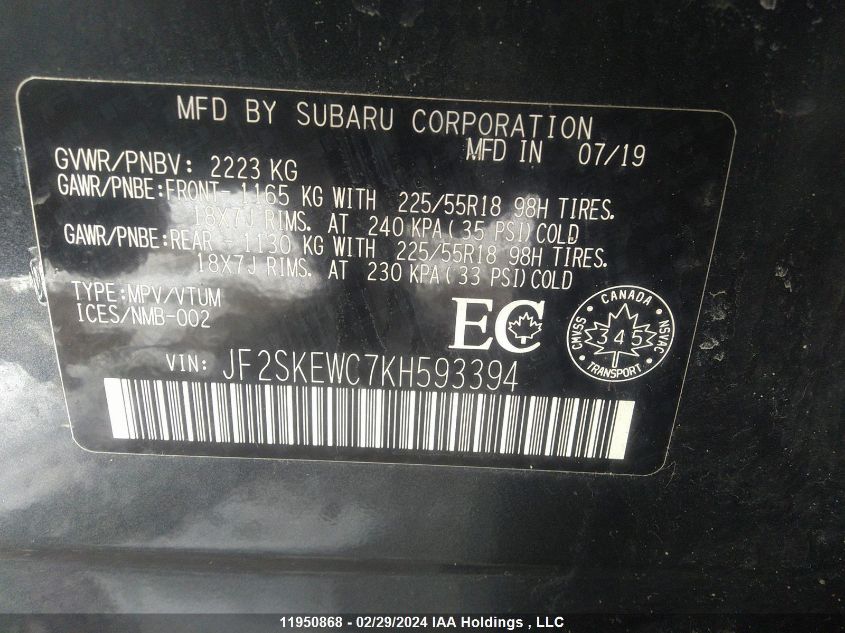 MFD BY SUBARU CORPORATION
MFD IN 07/19
GVWR/PNBV: 2223 KG
GAWR/PNBE:FRONT- 1165 KG WITH 225/55R18 98H TIRES.
18X7J RIMS. AT 240 KPA(35 PSI)COLD
GAWR/PNBE:REAR - 1130 KG WITH 225/55R18 98H TIRES.
18X7J RIMS. AT 230 KPA(33 PSI)COLD
TYPE:MPV/VTUM
ICES/NMB-002
EC
CANADA
CMVSS 345 NSVAC
TRANSPORT
VIN: JF2SKEWC7KH593394
11950868 - 02/29/2024 IAA Holdings , LLC